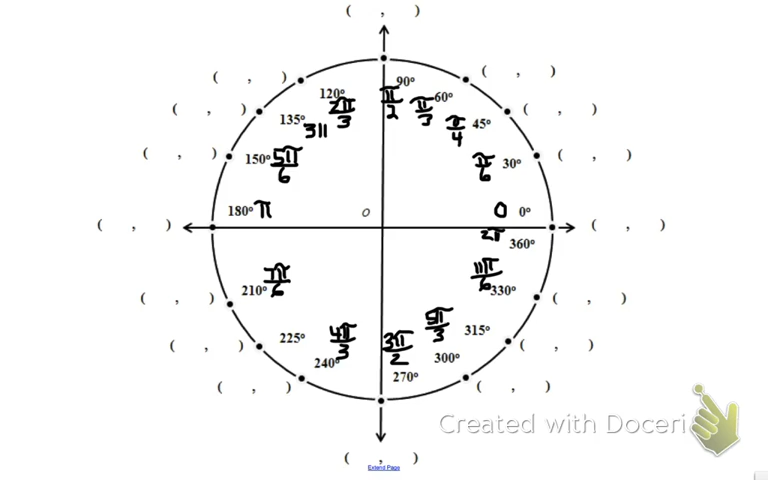 ( , )
( , ) ( , )
90°
120° 60°
2π/3 π/2 π/3
( , ) ( , )
135° 3π π/4 45°
( , ) ( , )
150° 5π/6 π/6 30°
180° π 0 0 0°
( , ) ( , )
2π 360°
7π/6 11π/6
210° 330°
( , ) ( , )
225° 4π/3 3π/2 5π/3 315°
( , ) ( , )
240° 300°
270°
( , ) ( , )
Created with Doceri
( , )
Extend Page